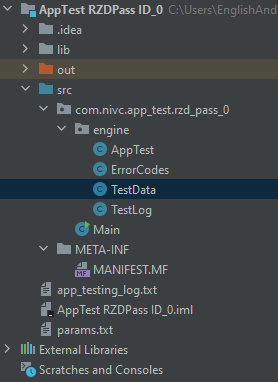 AppTest RZDPass ID_0 C:\Users\EnglishAnd
.idea
lib
out
src
com.nivc.app_test.rzd_pass_0
engine
AppTest
ErrorCodes
TestData
TestLog
Main
META-INF
MANIFEST.MF
app_testing_log.txt
AppTest RZDPass ID_0.iml
params.txt
External Libraries
Scratches and Consoles